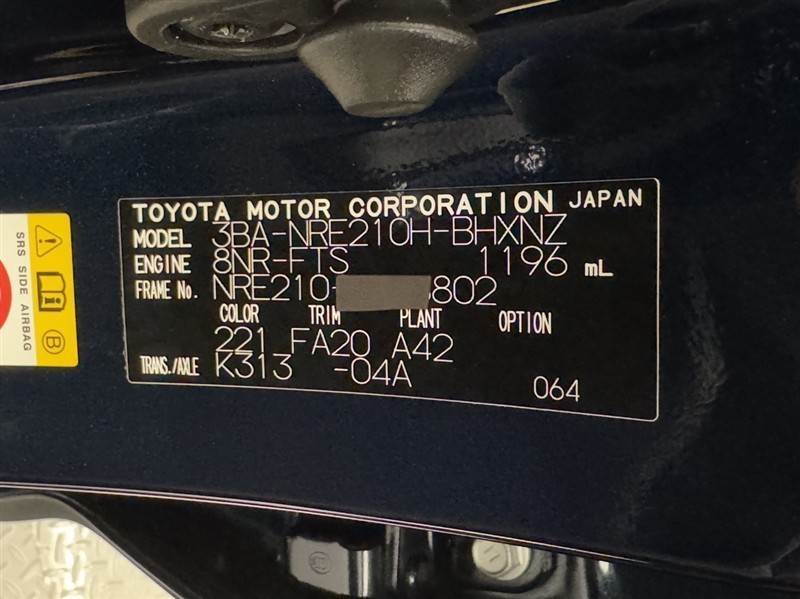 TOYOTA MOTOR CORPORATION JAPAN
MODEL 3BA-NRE210H-BHXNZ
ENGINE 8NR-FTS 1196 mL
FRAME No. NRE210- 802
COLOR TRIM PLANT OPTION
221 FA20 A42
TRANS./AXLE K313 -04A
064
SRS SIDE AIRBAG
B